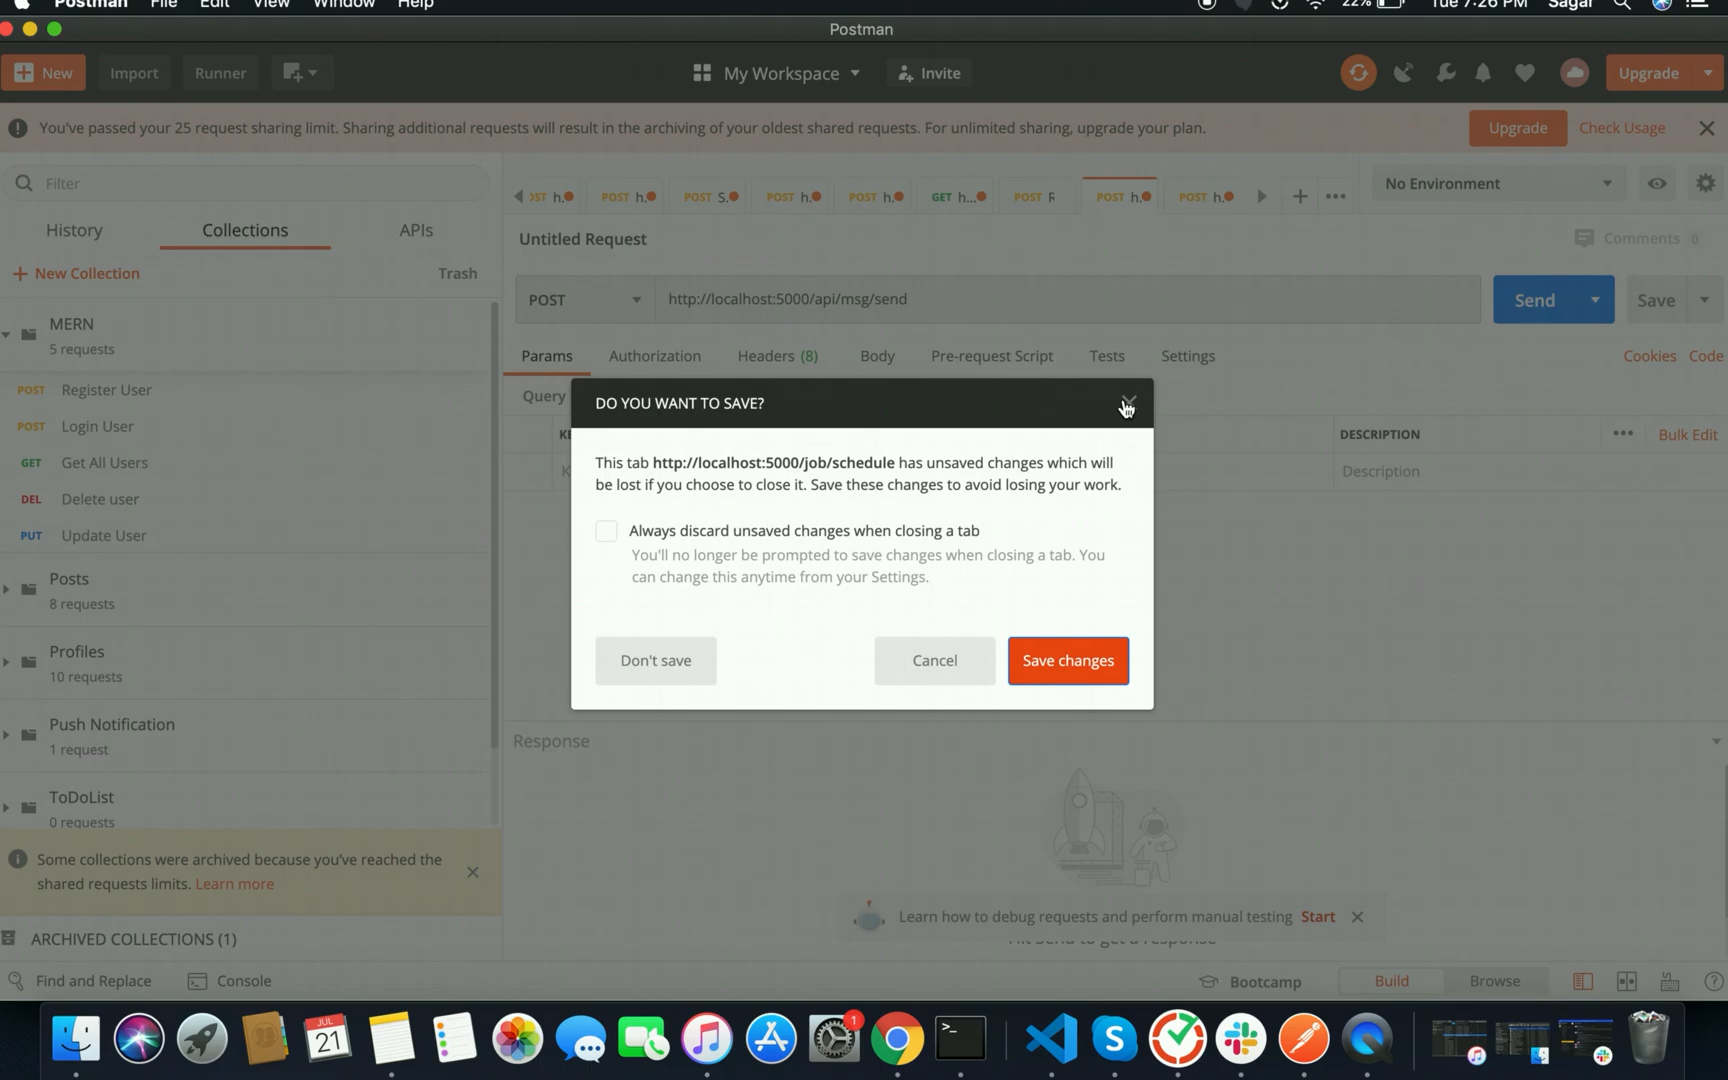 Postman File Edit View Window Help 22% Tue 7:26 PM Sagar
Postman
New Import Runner My Workspace Invite Upgrade
You've passed your 25 request sharing limit. Sharing additional requests will result in the archiving of your oldest shared requests. For unlimited sharing, upgrade your plan. Upgrade Check Usage
Filter
POST h. POST S. POST h. POST h. GET h... POST POST h. POST h. No Environment
History Collections APIs
Untitled Request Comments 0
New Collection Trash
POST http://localhost:5000/api/msg/send Send Save
MERN
5 requests
Params Authorization Headers (8) Body Pre-request Script Tests Settings Cookies Code
POST Register User
POST Login User
GET Get All Users
DEL Delete user
PUT Update User
Query
DESCRIPTION Bulk Edit
Description
DO YOU WANT TO SAVE?
This tab http://localhost:5000/job/schedule has unsaved changes which will
be lost if you choose to close it. Save these changes to avoid losing your work.
Always discard unsaved changes when closing a tab
You'll no longer be prompted to save changes when closing a tab. You
can change this anytime from your Settings.
Don't save Cancel Save changes
Posts
8 requests
Profiles
10 requests
Push Notification
1 request
ToDoList
0 requests
Response
Some collections were archived because you've reached the
shared requests limits. Learn more
Learn how to debug requests and perform manual testing Start
Hit Send to get a response
ARCHIVED COLLECTIONS (1)
Find and Replace Console Bootcamp Build Browse
JUL
21
1